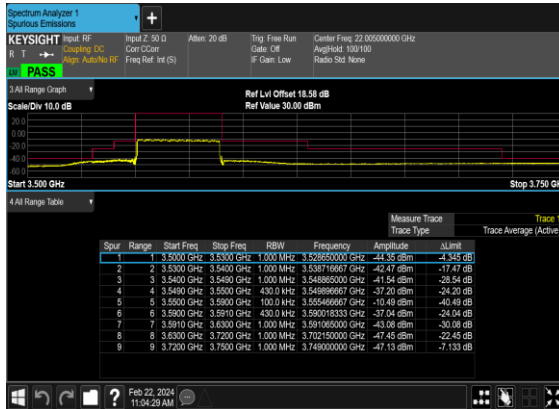 Spectrum Analyzer 1
Spurious Emissions
KEYSIGHT Input: RF Input Z: 50 Ω Atten: 20 dB Trig: Free Run Center Freq: 22.005000000 GHz
R T Coupling: DC Corr CCorr Gate: Off Avg|Hold: 100/100
Align: Auto/No RF Freq Ref: Int (S) IF Gain: Low Radio Std: None
PASS
3 All Range Graph
Scale/Div 10.0 dB Ref Lvl Offset 18.58 dB
Ref Value 30.00 dBm
20.0
0.00
-20.0
-40.0
-60.0
Start 3.500 GHz Stop 3.750 GH
4 All Range Table
Measure Trace Trace 1
Trace Type Trace Average (Active
Spur Range Start Freq Stop Freq RBW Frequency Amplitude ΔLimit
1 1 3.5000 GHz 3.5300 GHz 1.000 MHz 3.528650000 GHz -44.35 dBm -4.345 dB
2 2 3.5300 GHz 3.5400 GHz 1.000 MHz 3.538716667 GHz -42.47 dBm -17.47 dB
3 3 3.5400 GHz 3.5490 GHz 1.000 MHz 3.548865000 GHz -41.54 dBm -28.54 dB
4 4 3.5490 GHz 3.5500 GHz 430.0 kHz 3.549896667 GHz -37.20 dBm -24.20 dB
5 5 3.5500 GHz 3.5900 GHz 100.0 kHz 3.555466667 GHz -10.49 dBm -40.49 dB
6 6 3.5900 GHz 3.5910 GHz 430.0 kHz 3.590018333 GHz -37.04 dBm -24.04 dB
7 7 3.5910 GHz 3.6300 GHz 1.000 MHz 3.591065000 GHz -43.08 dBm -30.08 dB
8 8 3.6300 GHz 3.7200 GHz 1.000 MHz 3.702150000 GHz -47.45 dBm -22.45 dB
9 9 3.7200 GHz 3.7500 GHz 1.000 MHz 3.749000000 GHz -47.13 dBm -7.133 dB
? Feb 22, 2024
11:04:29 AM